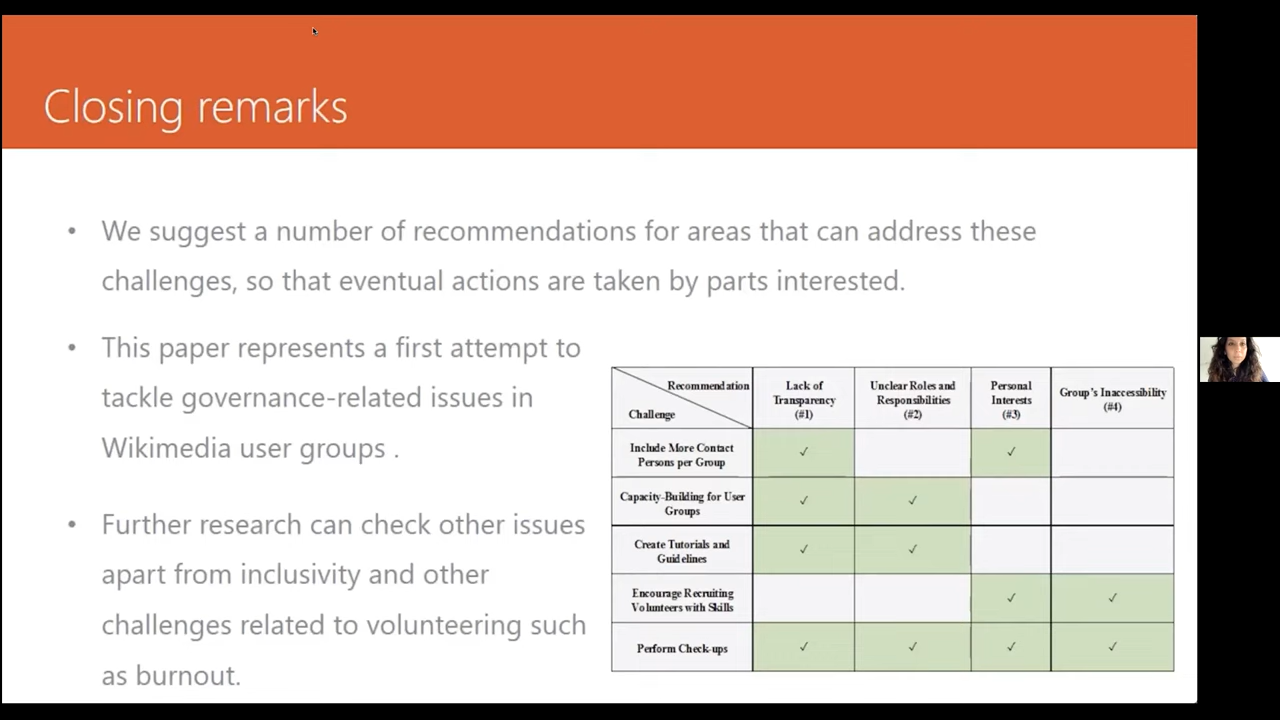 Closing remarks
• We suggest a number of recommendations for areas that can address these
challenges, so that eventual actions are taken by parts interested.
• This paper represents a first attempt to
tackle governance-related issues in
Wikimedia user groups .
• Further research can check other issues
apart from inclusivity and other
challenges related to volunteering such
as burnout.
Recommendation
Challenge
Lack of
Transparency
(#1)
Unclear Roles and
Responsibilities
(#2)
Personal
Interests
(#3)
Group's Inaccessibility
(#4)
Include More Contact
Persons per Group
✓ ✓
Capacity-Building for User
Groups
✓ ✓
Create Tutorials and
Guidelines
✓ ✓
Encourage Recruiting
Volunteers with Skills
✓ ✓
Perform Check-ups
✓ ✓ ✓ ✓